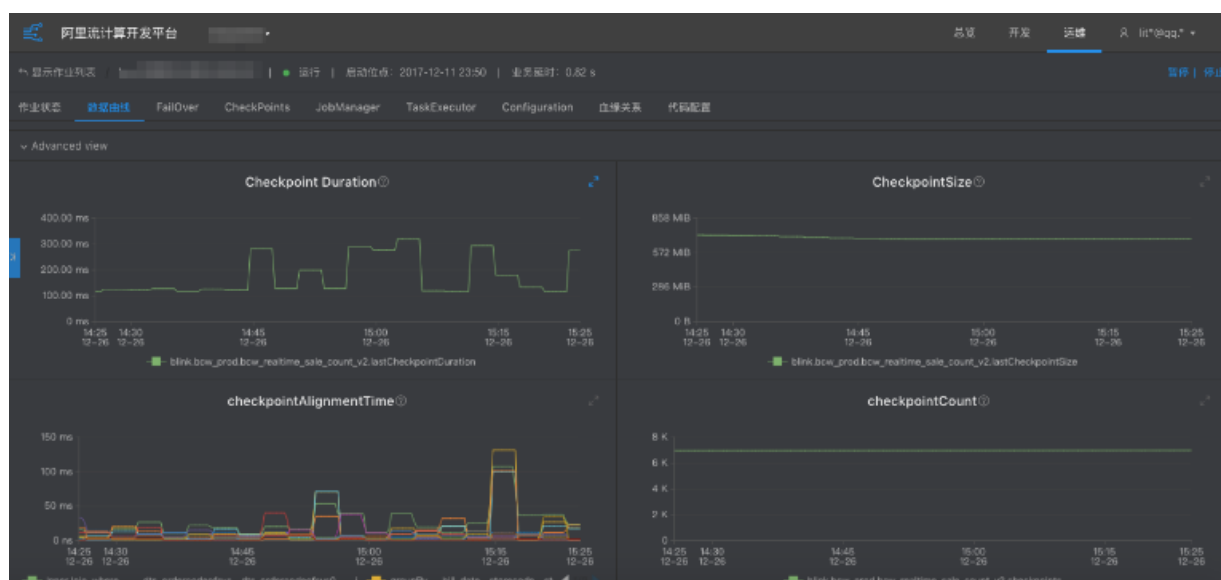 阿里流计算开发平台
总览 开发 运维 lit*@qq.*
显示作业列表 | 运行 | 启动位点: 2017-12-11 23:50 | 业务延时: 0.82 s 暂停 | 停止
作业状态 数据曲线 FailOver CheckPoints JobManager TaskExecutor Configuration 血缘关系 代码配置
Advanced view
Checkpoint Duration
400.00 ms
300.00 ms
200.00 ms
100.00 ms
0 ms
14:25 14:30 14:45 15:00 15:15 15:25
12-26 12-26 12-26 12-26 12-26 12-26
blink.bcw_prod.bcw_realtime_sale_count_v2.lastCheckpointDuration
CheckpointSize
858 MiB
572 MiB
286 MiB
0 B
14:25 14:30 14:45 15:00 15:15 15:25
12-26 12-26 12-26 12-26 12-26 12-26
blink.bcw_prod.bcw_realtime_sale_count_v2.lastCheckpointSize
checkpointAlignmentTime
150 ms
100 ms
50 ms
0 ms
14:25 14:30 14:45 15:00 15:15 15:25
12-26 12-26 12-26 12-26 12-26 12-26
checkpointCount
8 K
6 K
4 K
2 K
0
14:25 14:30 14:45 15:00 15:15 15:25
12-26 12-26 12-26 12-26 12-26 12-26